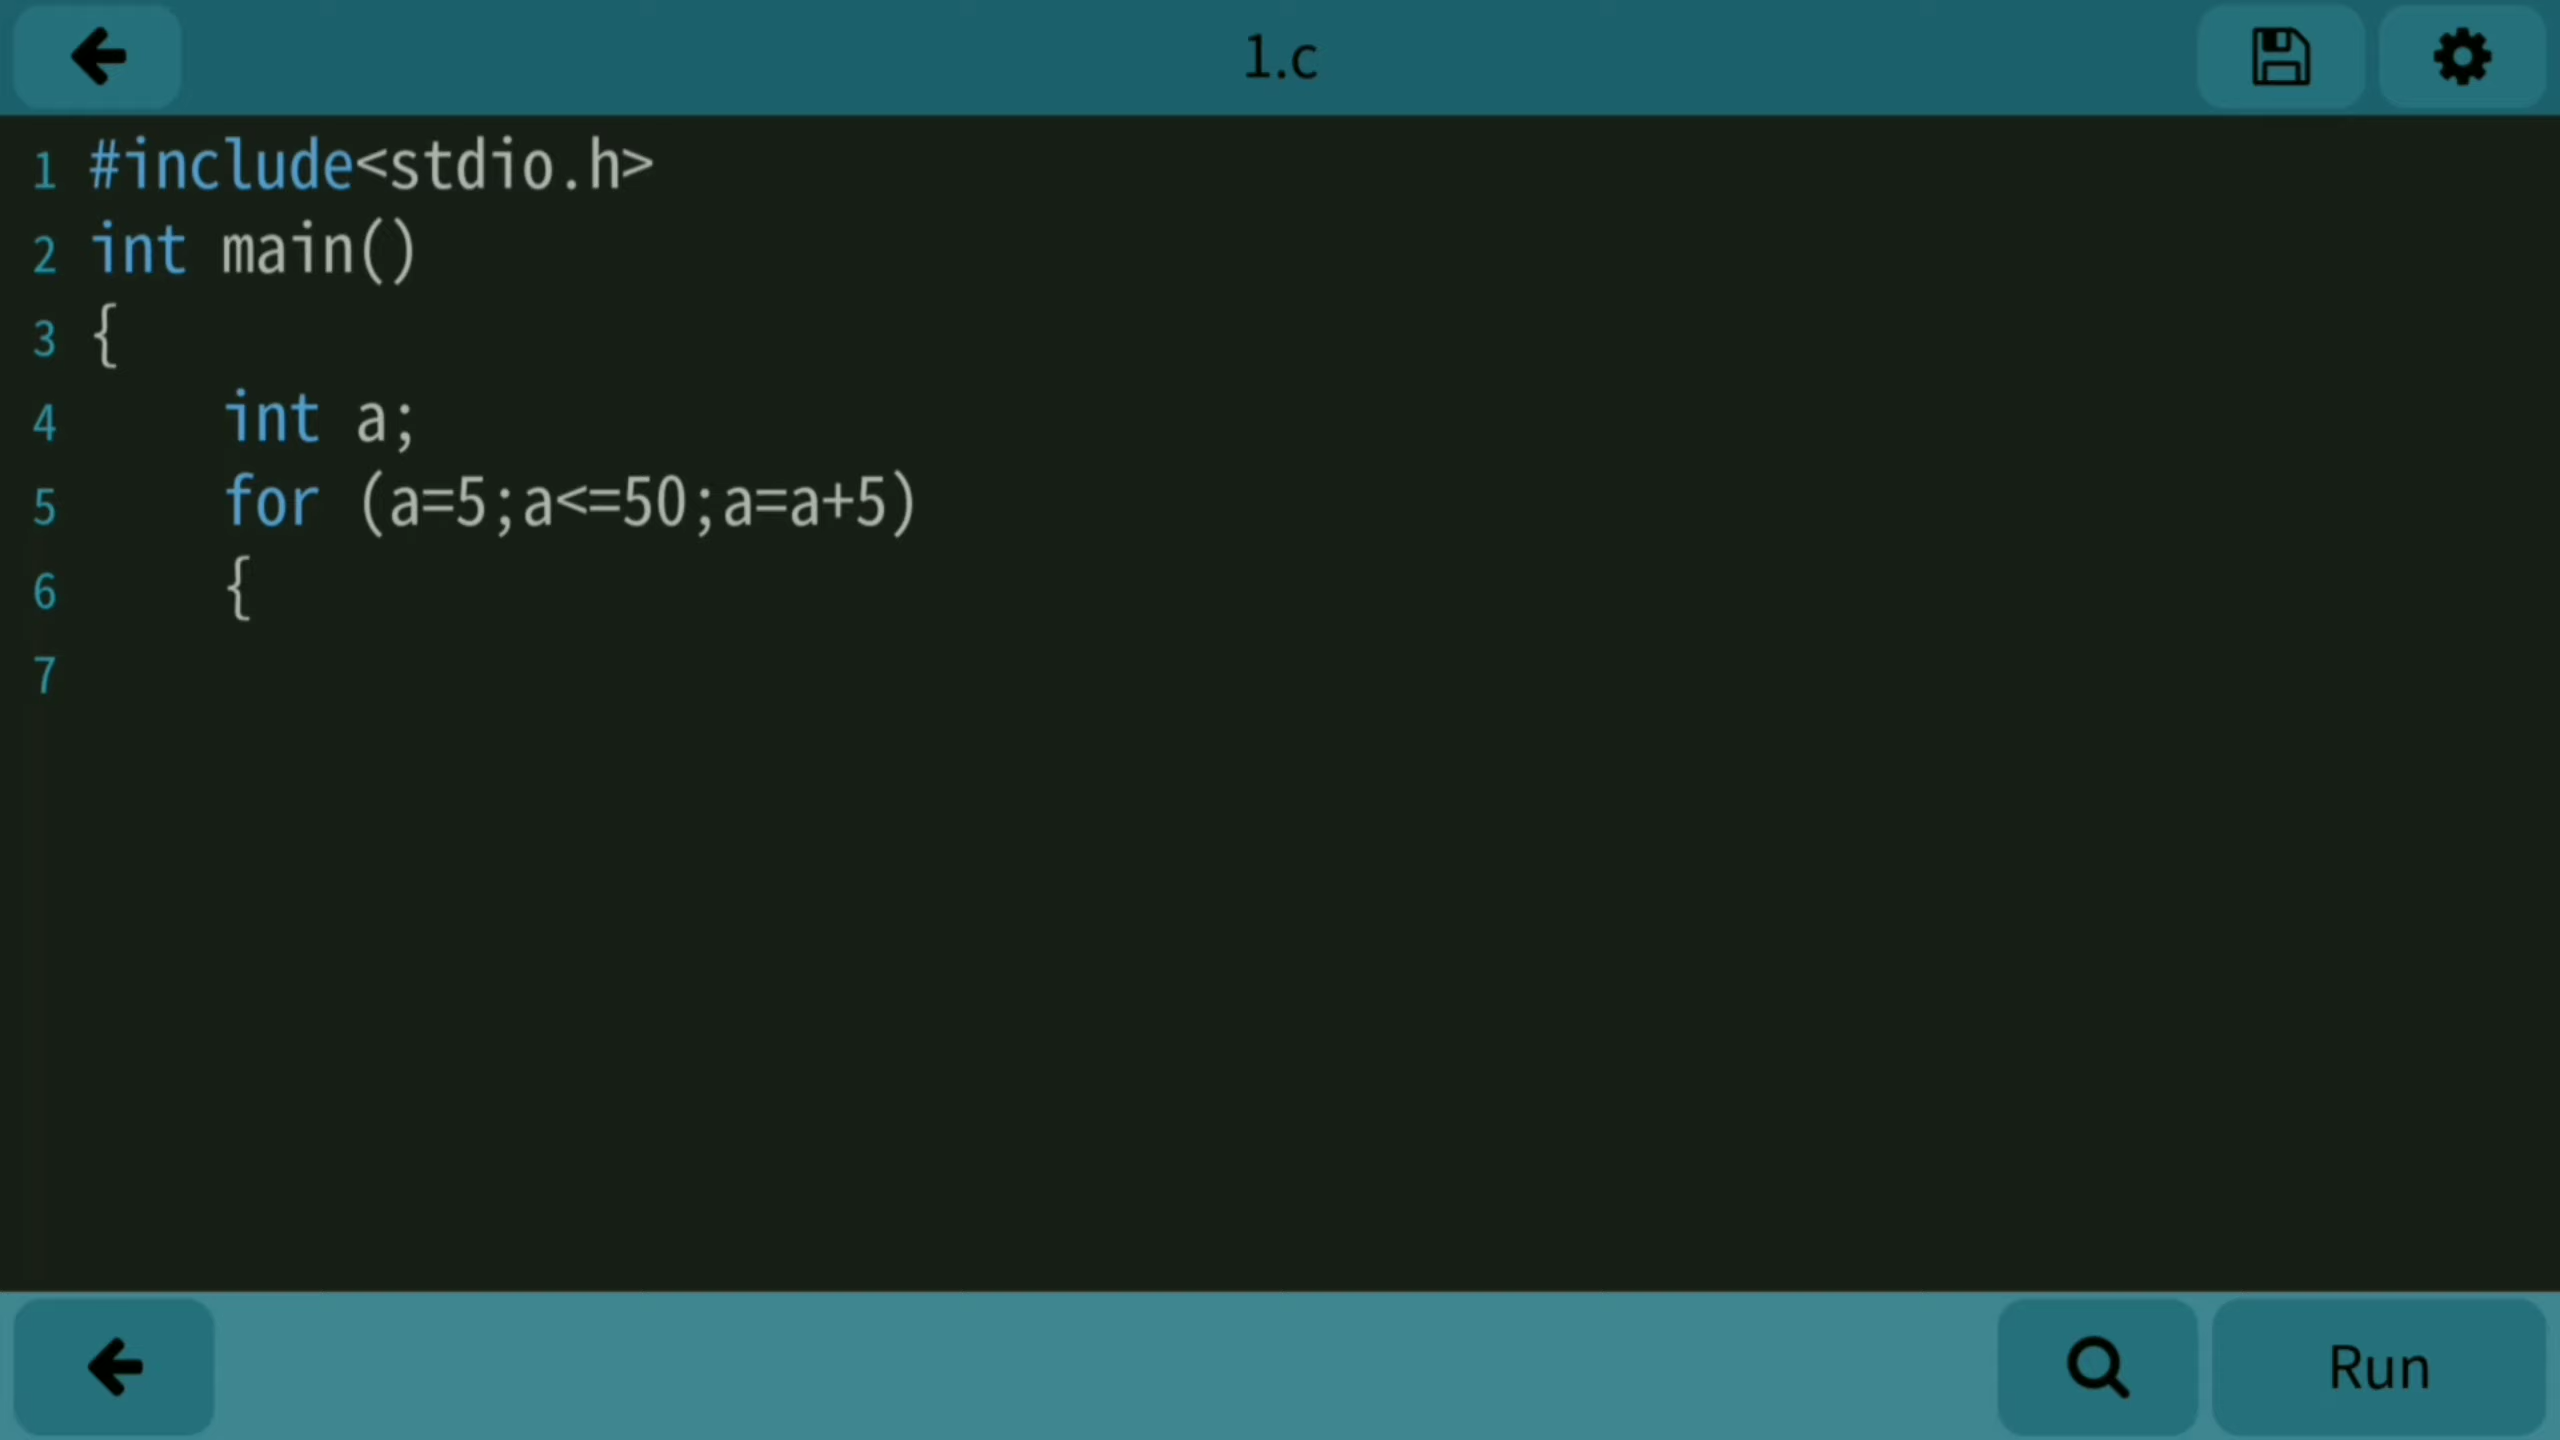 1.c
1 #include<stdio.h>
2 int main()
3 {
4     int a;
5     for (a=5;a<=50;a=a+5)
6     {
7
Run